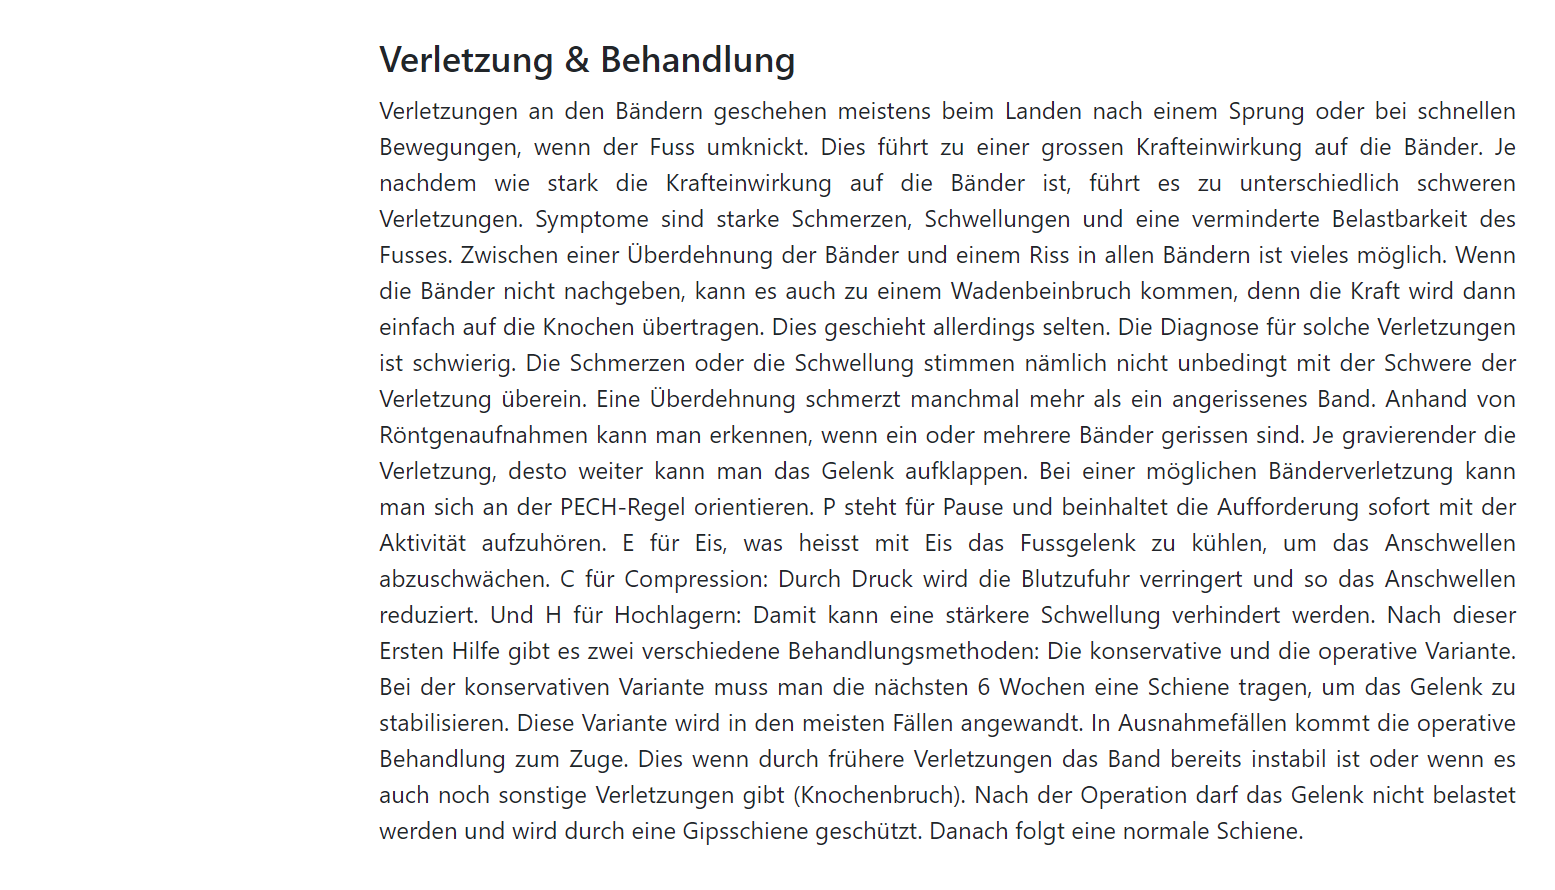 Verletzung & Behandlung
Verletzungen an den Bändern geschehen meistens beim Landen nach einem Sprung oder bei schnellen
Bewegungen, wenn der Fuss umknickt. Dies führt zu einer grossen Krafteinwirkung auf die Bänder. Je
nachdem wie stark die Krafteinwirkung auf die Bänder ist, führt es zu unterschiedlich schweren
Verletzungen. Symptome sind starke Schmerzen, Schwellungen und eine verminderte Belastbarkeit des
Fusses. Zwischen einer Überdehnung der Bänder und einem Riss in allen Bändern ist vieles möglich. Wenn
die Bänder nicht nachgeben, kann es auch zu einem Wadenbeinbruch kommen, denn die Kraft wird dann
einfach auf die Knochen übertragen. Dies geschieht allerdings selten. Die Diagnose für solche Verletzungen
ist schwierig. Die Schmerzen oder die Schwellung stimmen nämlich nicht unbedingt mit der Schwere der
Verletzung überein. Eine Überdehnung schmerzt manchmal mehr als ein angerissenes Band. Anhand von
Röntgenaufnahmen kann man erkennen, wenn ein oder mehrere Bänder gerissen sind. Je gravierender die
Verletzung, desto weiter kann man das Gelenk aufklappen. Bei einer möglichen Bänderverletzung kann
man sich an der PECH-Regel orientieren. P steht für Pause und beinhaltet die Aufforderung sofort mit der
Aktivität aufzuhören. E für Eis, was heisst mit Eis das Fussgelenk zu kühlen, um das Anschwellen
abzuschwächen. C für Compression: Durch Druck wird die Blutzufuhr verringert und so das Anschwellen
reduziert. Und H für Hochlagern: Damit kann eine stärkere Schwellung verhindert werden. Nach dieser
Ersten Hilfe gibt es zwei verschiedene Behandlungsmethoden: Die konservative und die operative Variante.
Bei der konservativen Variante muss man die nächsten 6 Wochen eine Schiene tragen, um das Gelenk zu
stabilisieren. Diese Variante wird in den meisten Fällen angewandt. In Ausnahmefällen kommt die operative
Behandlung zum Zuge. Dies wenn durch frühere Verletzungen das Band bereits instabil ist oder wenn es
auch noch sonstige Verletzungen gibt (Knochenbruch). Nach der Operation darf das Gelenk nicht belastet
werden und wird durch eine Gipsschiene geschützt. Danach folgt eine normale Schiene.